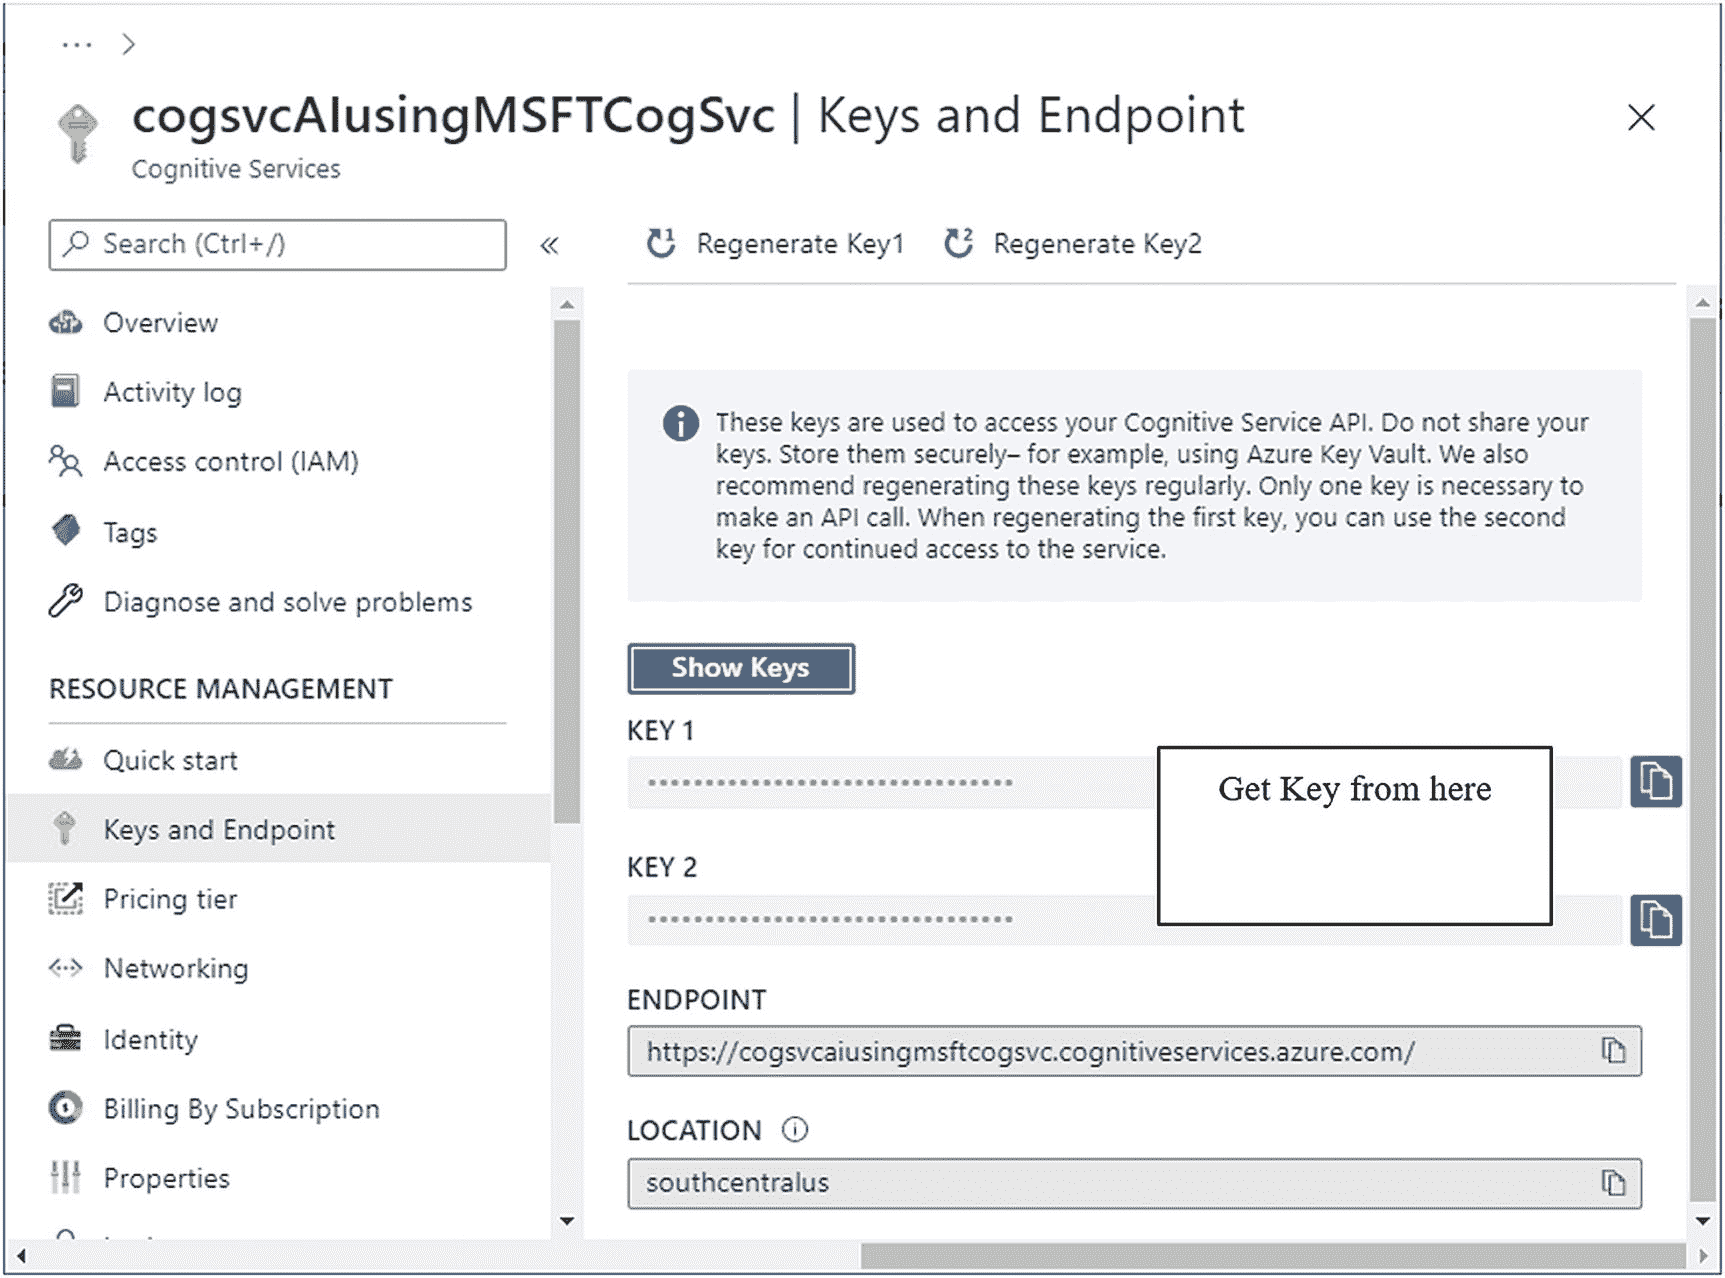 cogsvcAIusingMSFTCogSvc | Keys and Endpoint
Cognitive Services
Search (Ctrl+/)
Overview
Activity log
Access control (IAM)
Tags
Diagnose and solve problems
RESOURCE MANAGEMENT
Quick start
Keys and Endpoint
Pricing tier
Networking
Identity
Billing By Subscription
Properties
Regenerate Key1
Regenerate Key2
These keys are used to access your Cognitive Service API. Do not share your
keys. Store them securely– for example, using Azure Key Vault. We also
recommend regenerating these keys regularly. Only one key is necessary to
make an API call. When regenerating the first key, you can use the second
key for continued access to the service.
Show Keys
KEY 1
••••••••••••••••••••••••••••••••
Get Key from here
KEY 2
••••••••••••••••••••••••••••••••
ENDPOINT
https://cogsvcaiusingmsftcogsvc.cognitiveservices.azure.com/
LOCATION
southcentralus